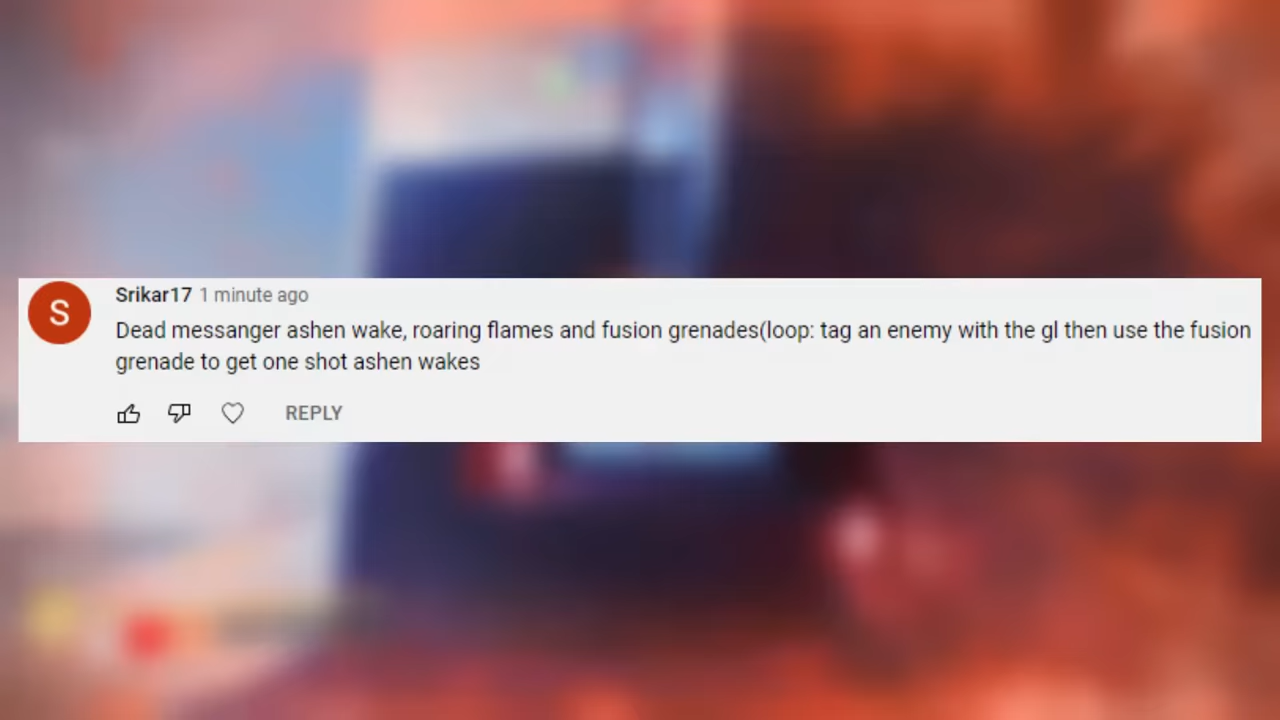 S
Srikar17 1 minute ago
Dead messanger ashen wake, roaring flames and fusion grenades(loop: tag an enemy with the gl then use the fusion
grenade to get one shot ashen wakes
REPLY